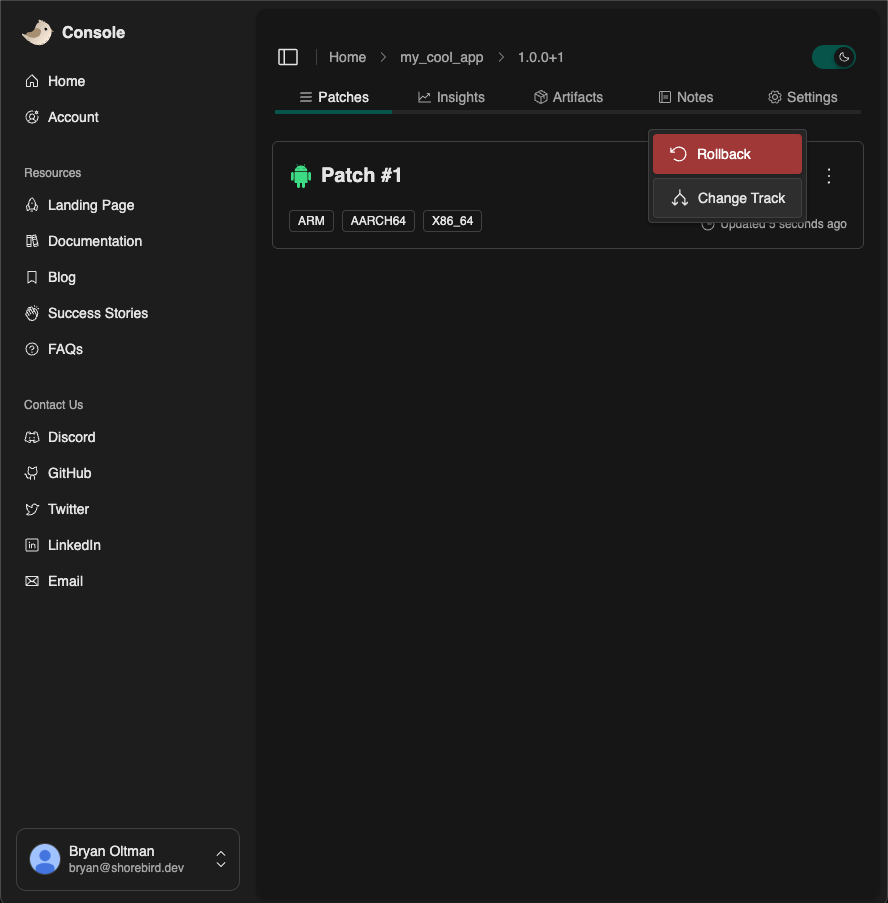 Console
Home
Account
Resources
Landing Page
Documentation
Blog
Success Stories
FAQs
Contact Us
Discord
GitHub
Twitter
LinkedIn
Email
Bryan Oltman
bryan@shorebird.dev
Home my_cool_app 1.0.0+1
Patches Insights Artifacts Notes Settings
Rollback
Change Track
Patch #1
ARM AARCH64 X86_64
Updated 5 seconds ago